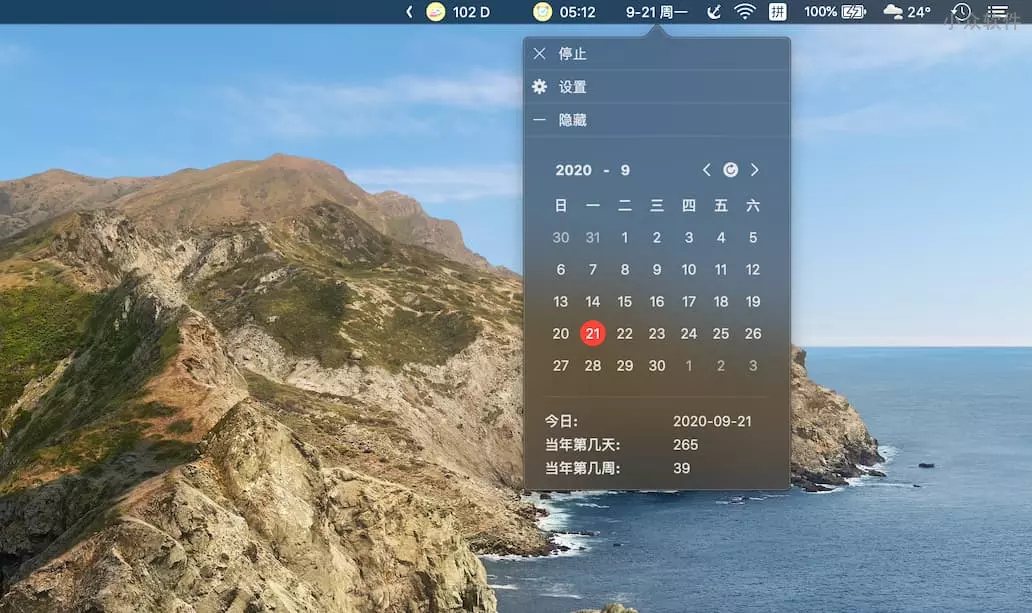 102 D 05:12 9-21 周一 拼 100% 24°
小众软件
停止
设置
隐藏
2020 - 9
日 一 二 三 四 五 六
30 31 1 2 3 4 5
6 7 8 9 10 11 12
13 14 15 16 17 18 19
20 21 22 23 24 25 26
27 28 29 30 1 2 3
今日: 2020-09-21
当年第几天: 265
当年第几周: 39